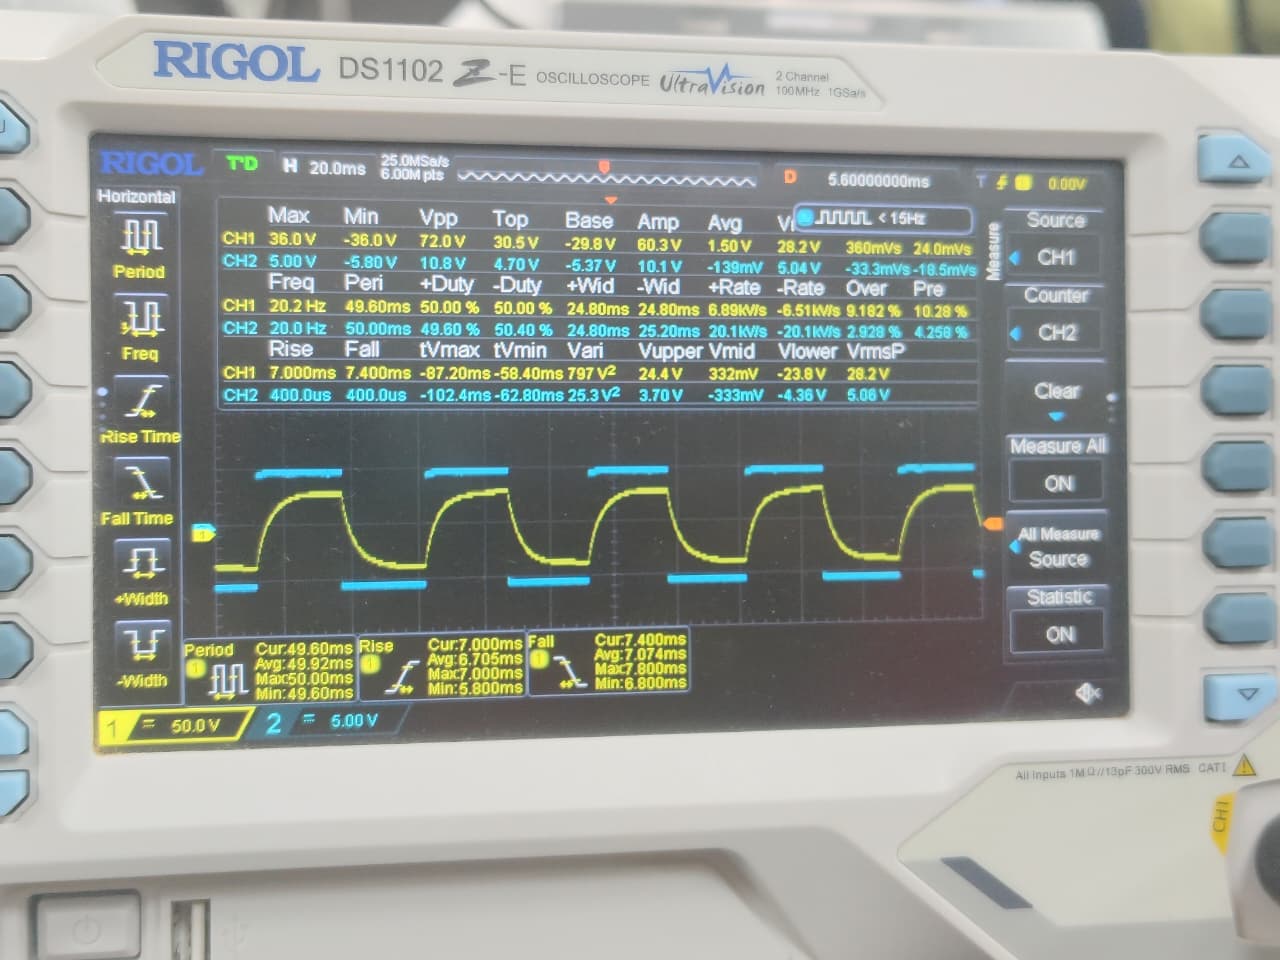 RIGOL DS1102 Z-E OSCILLOSCOPE UltraVision 2 Channel
100MHz 1GSa/s
RIGOL T'D H 20.0ms 25.0MSa/s
6.00M pts
D 5.60000000ms T 1 0.00V
Horizontal
Max Min Vpp Top Base Amp Avg < 15Hz
CH1 36.0 V -36.0 V 72.0 V 30.5 V -29.8 V 60.3 V 1.50 V 28.2 V 360mVs 24.0mVs
CH2 5.00 V -5.80 V 10.8 V 4.70 V -5.37 V 10.1 V -139mV 5.04 V -33.3mVs -18.5mVs
Freq Peri +Duty -Duty +Wid -Wid +Rate -Rate Over Pre
CH1 20.2 Hz 49.60ms 50.00 % 50.00 % 24.80ms 24.80ms 6.89kV/s -6.51kV/s 9.182 % 10.28 %
CH2 20.0 Hz 50.00ms 49.60 % 50.40 % 24.80ms 25.20ms 20.1kV/s -20.1kV/s 2.928 % 4.258 %
Rise Fall tVmax tVmin Vari Vupper Vmid Vlower VrmsP
CH1 7.000ms 7.400ms -87.20ms -58.40ms 797 V² 24.4 V 332mV -23.8 V 28.2 V
CH2 400.0us 400.0us -102.4ms -62.80ms 25.3 V² 3.70 V -333mV -4.36 V 5.06 V
Period
Freq
Rise Time
Fall Time
+Width
-Width
1
Measure
Source
CH1
Counter
CH2
Clear
Measure All
ON
All Measure
Source
Statistic
ON
Period
1
Cur:49.60ms
Avg:49.92ms
Max:50.00ms
Min:49.60ms
Rise
1
Cur:7.000ms
Avg:6.705ms
Max:7.000ms
Min:5.800ms
Fall
1
Cur:7.400ms
Avg:7.074ms
Max:7.800ms
Min:6.800ms
1 = 50.0 V 2 = 5.00 V
All Inputs 1MΩ//13pF 300V RMS CATI
CH1